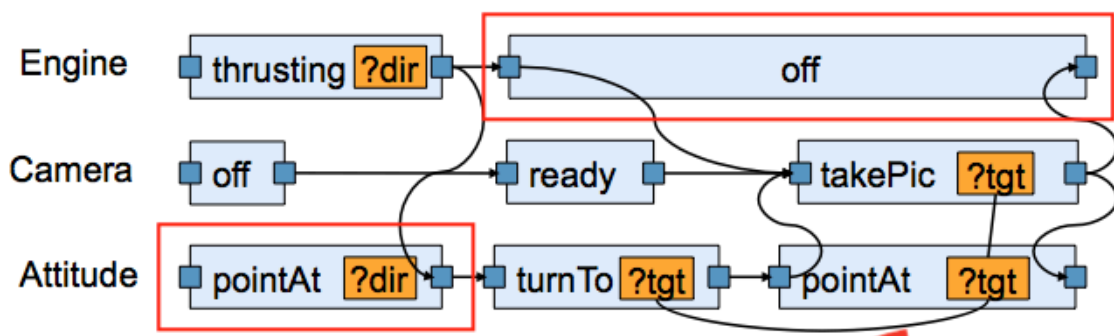 Engine thrusting ?dir off
Camera off ready takePic ?tgt
Attitude pointAt ?dir turnTo ?tgt pointAt ?tgt